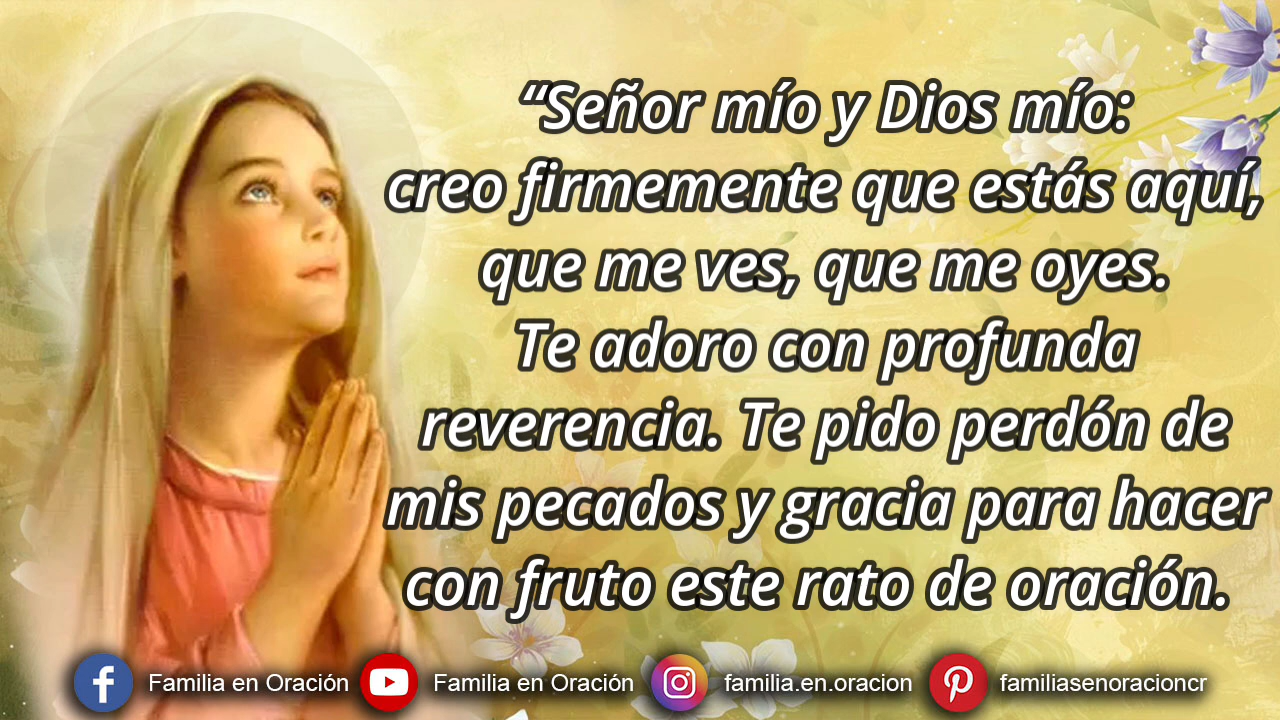 “Señor mío y Dios mío:
creo firmemente que estás aquí,
que me ves, que me oyes.
Te adoro con profunda
reverencia. Te pido perdón de
mis pecados y gracia para hacer
con fruto este rato de oración.
Familia en Oración Familia en Oración familia.en.oracion familiasenoracioncr